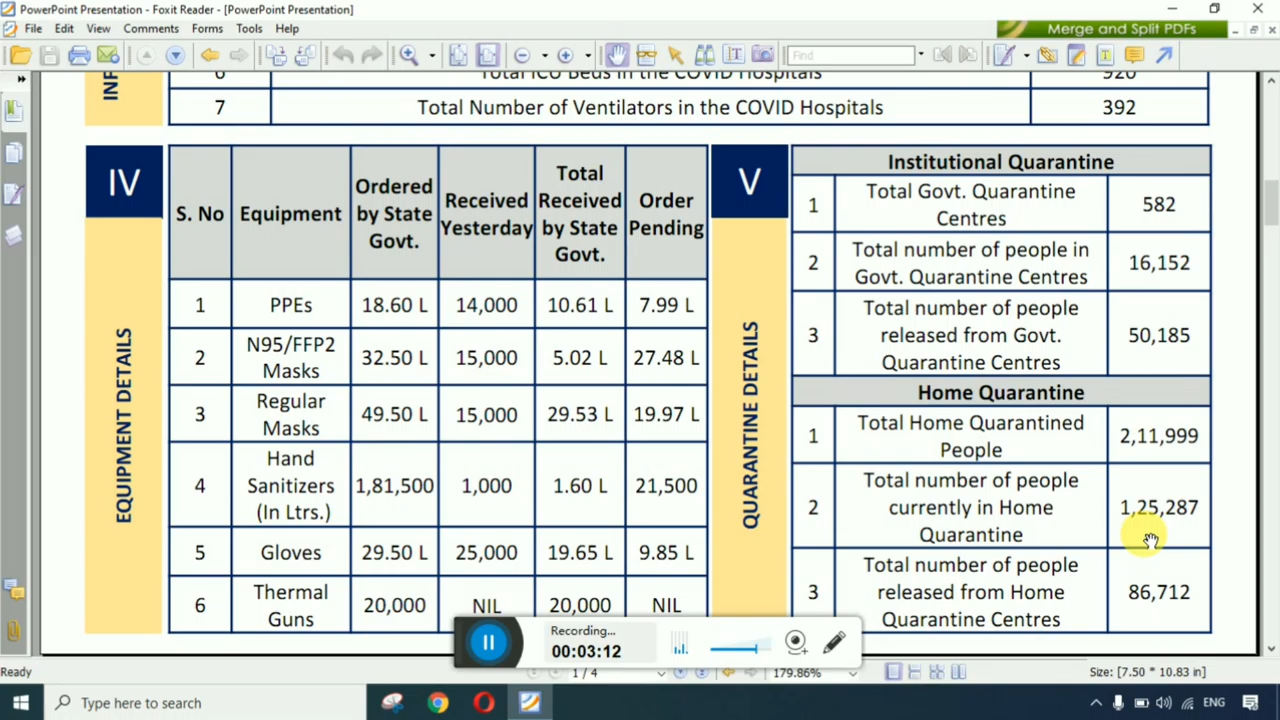 PowerPoint Presentation - Foxit Reader - [PowerPoint Presentation]
File Edit View Comments Forms Tools Help
Merge and Split PDFs
Find
6 Total ICU Beds in the COVID Hospitals 920
7 Total Number of Ventilators in the COVID Hospitals 392
IV
EQUIPMENT DETAILS
S. No Equipment Ordered by State Govt. Received Yesterday Total Received by State Govt. Order Pending
1 PPEs 18.60 L 14,000 10.61 L 7.99 L
2 N95/FFP2 Masks 32.50 L 15,000 5.02 L 27.48 L
3 Regular Masks 49.50 L 15,000 29.53 L 19.97 L
4 Hand Sanitizers (In Ltrs.) 1,81,500 1,000 1.60 L 21,500
5 Gloves 29.50 L 25,000 19.65 L 9.85 L
6 Thermal Guns 20,000 NIL 20,000 NIL
V
QUARANTINE DETAILS
Institutional Quarantine
1 Total Govt. Quarantine Centres 582
2 Total number of people in Govt. Quarantine Centres 16,152
3 Total number of people released from Govt. Quarantine Centres 50,185
Home Quarantine
1 Total Home Quarantined People 2,11,999
2 Total number of people currently in Home Quarantine 1,25,287
3 Total number of people released from Home Quarantine Centres 86,712
Recording...
00:03:12
Ready
1 / 4
179.86%
Size: [7.50 * 10.83 in]
Type here to search
ENG